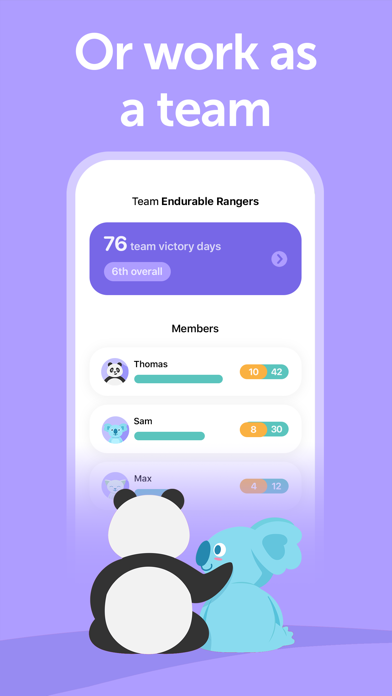 Or work as
a team
Team Endurable Rangers
76 team victory days
6th overall
Members
Thomas
10 42
Sam
8 30
Max
4 12